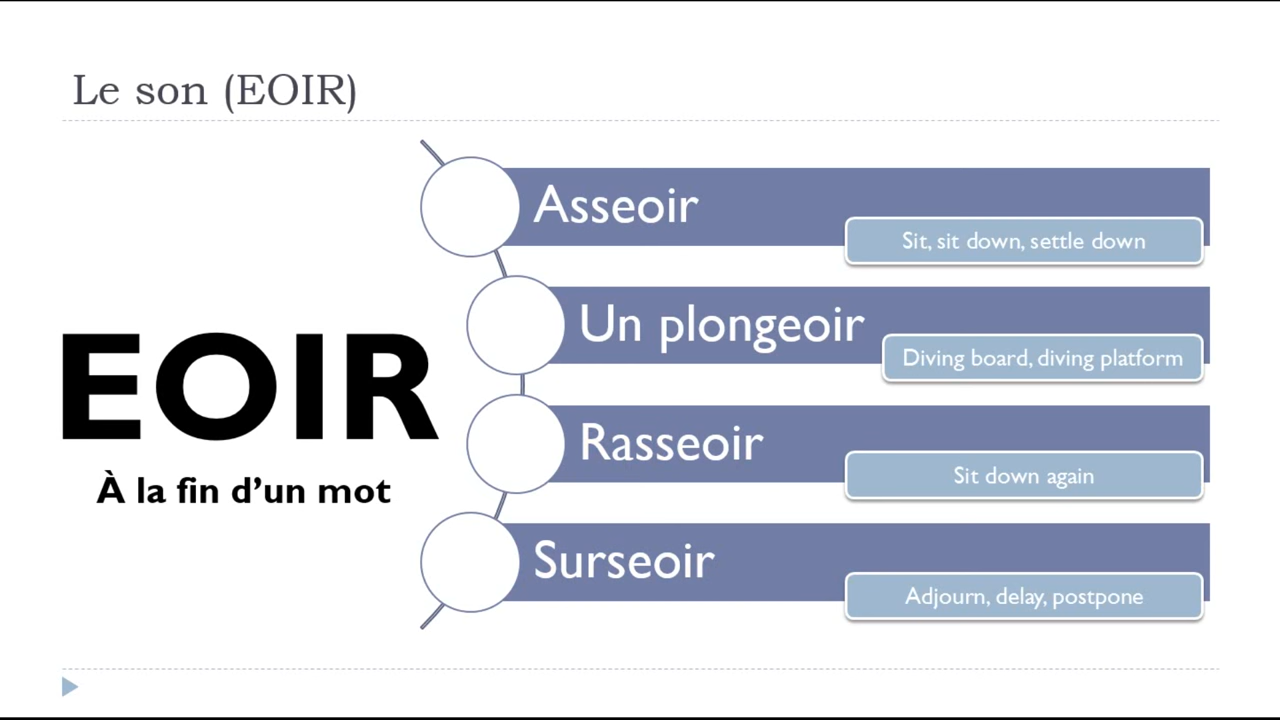 Le son (EOIR)
EOIR
À la fin d’un mot
Asseoir
Sit, sit down, settle down
Un plongeoir
Diving board, diving platform
Rasseoir
Sit down again
Surseoir
Adjourn, delay, postpone